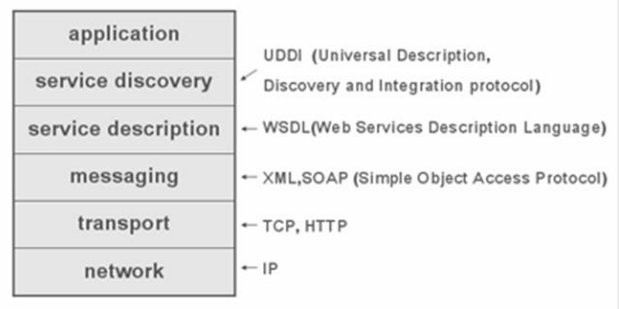 application
service discovery
UDDI (Universal Description,
Discovery and Integration protocol)
service description
WSDL(Web Services Description Language)
messaging
XML,SOAP (Simple Object Access Protocol)
transport
TCP, HTTP
network
IP